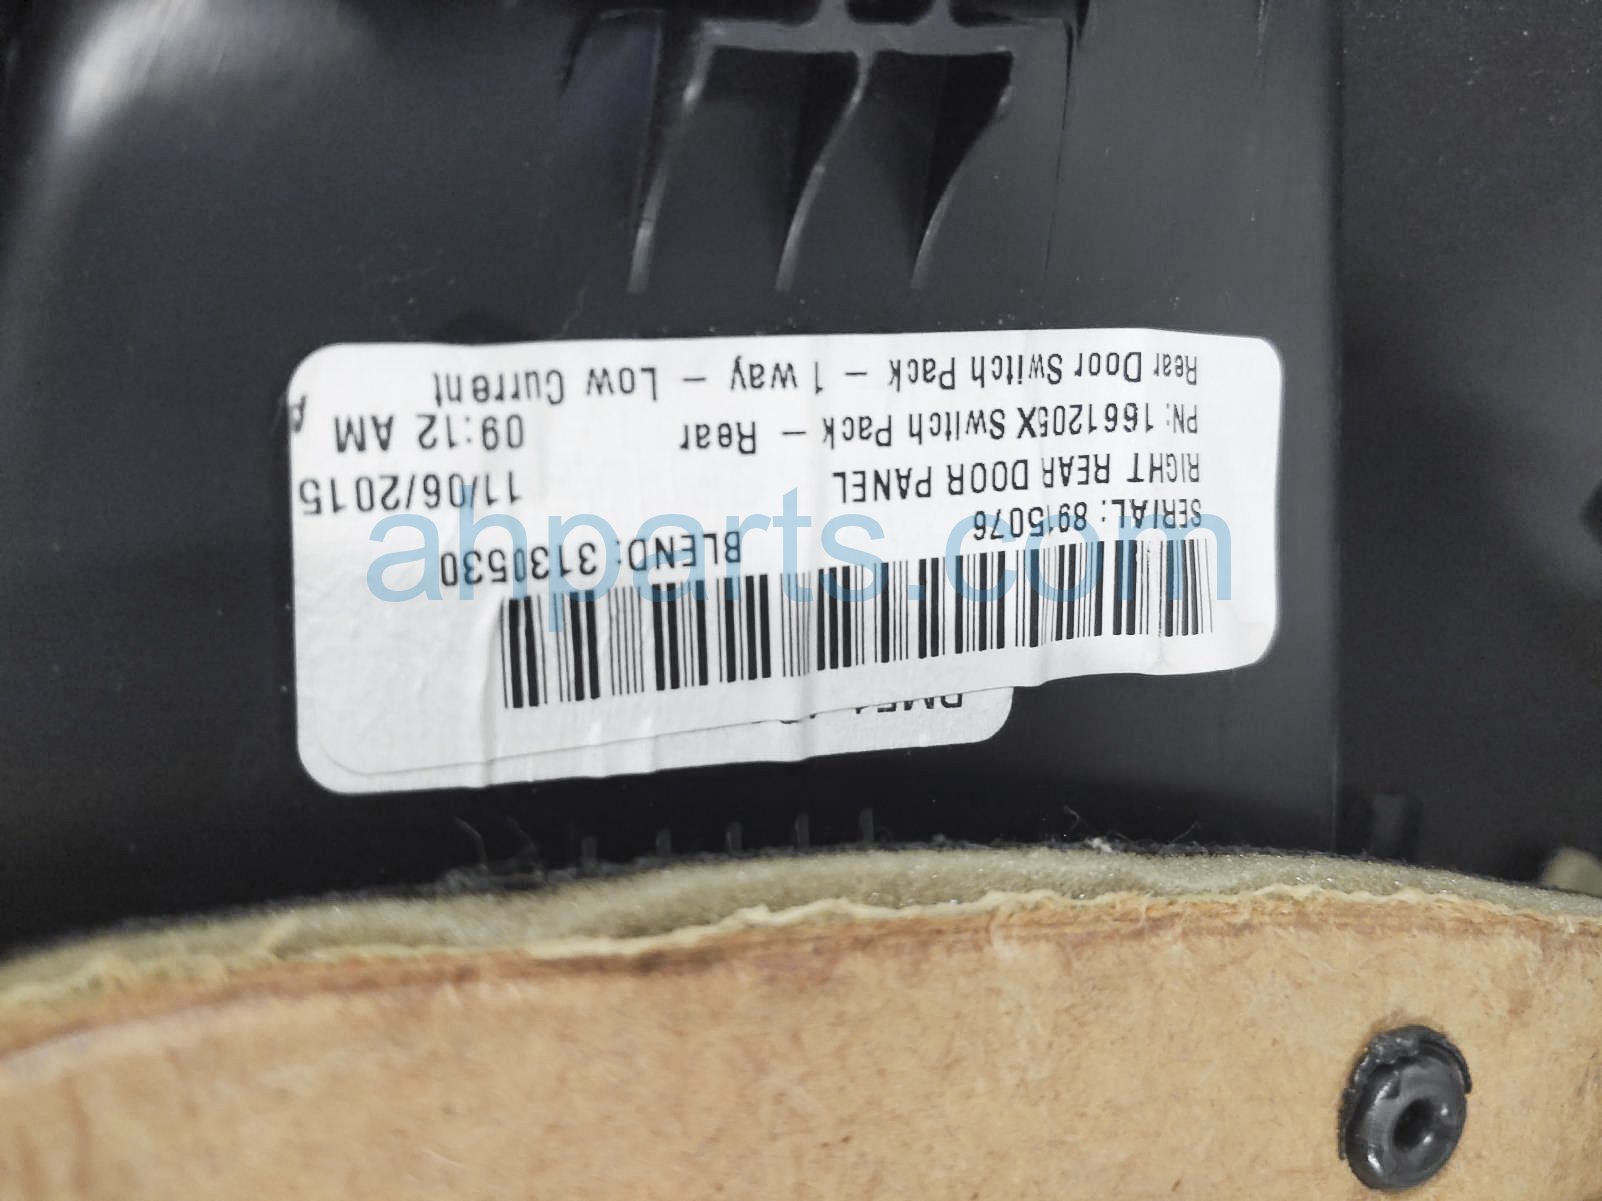 SERIAL: 8915076
BLEND: 3130530
RIGHT REAR DOOR PANEL
11/06/2015
PN: 1661205X Switch Pack - Rear
09:12 AM
Rear Door Switch Pack - 1 way - Low Current
ahparts.com